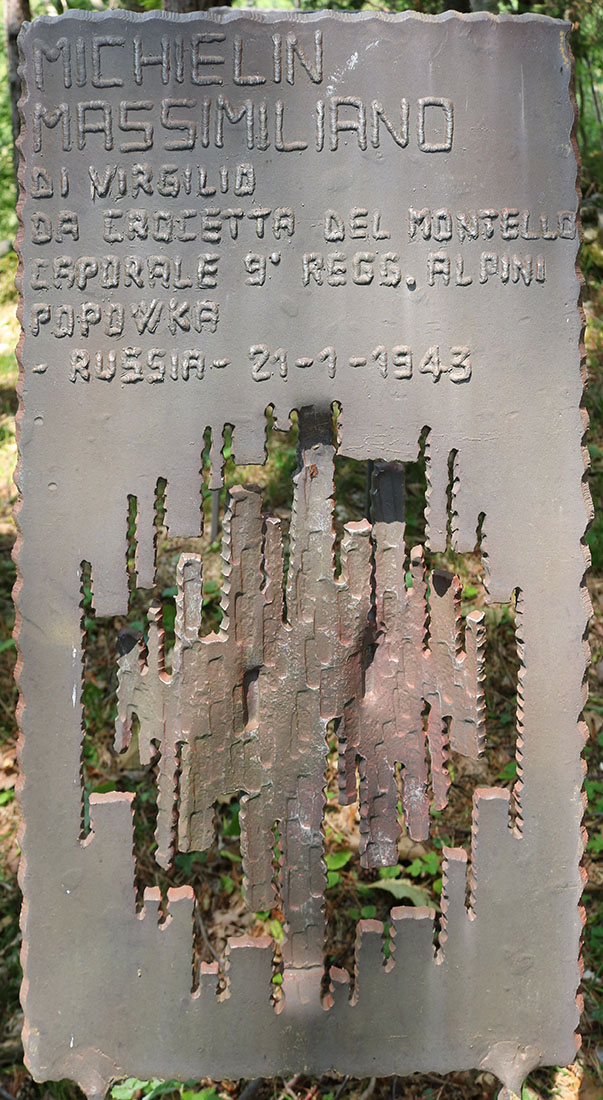 MICHIELIN
MASSIMILIANO
DI VIRGILIO
DA CROCETTA DEL MONTELLO
CAPORALE 9° REGG. ALPINI
POPOWKA
- RUSSIA - 21-1-1943